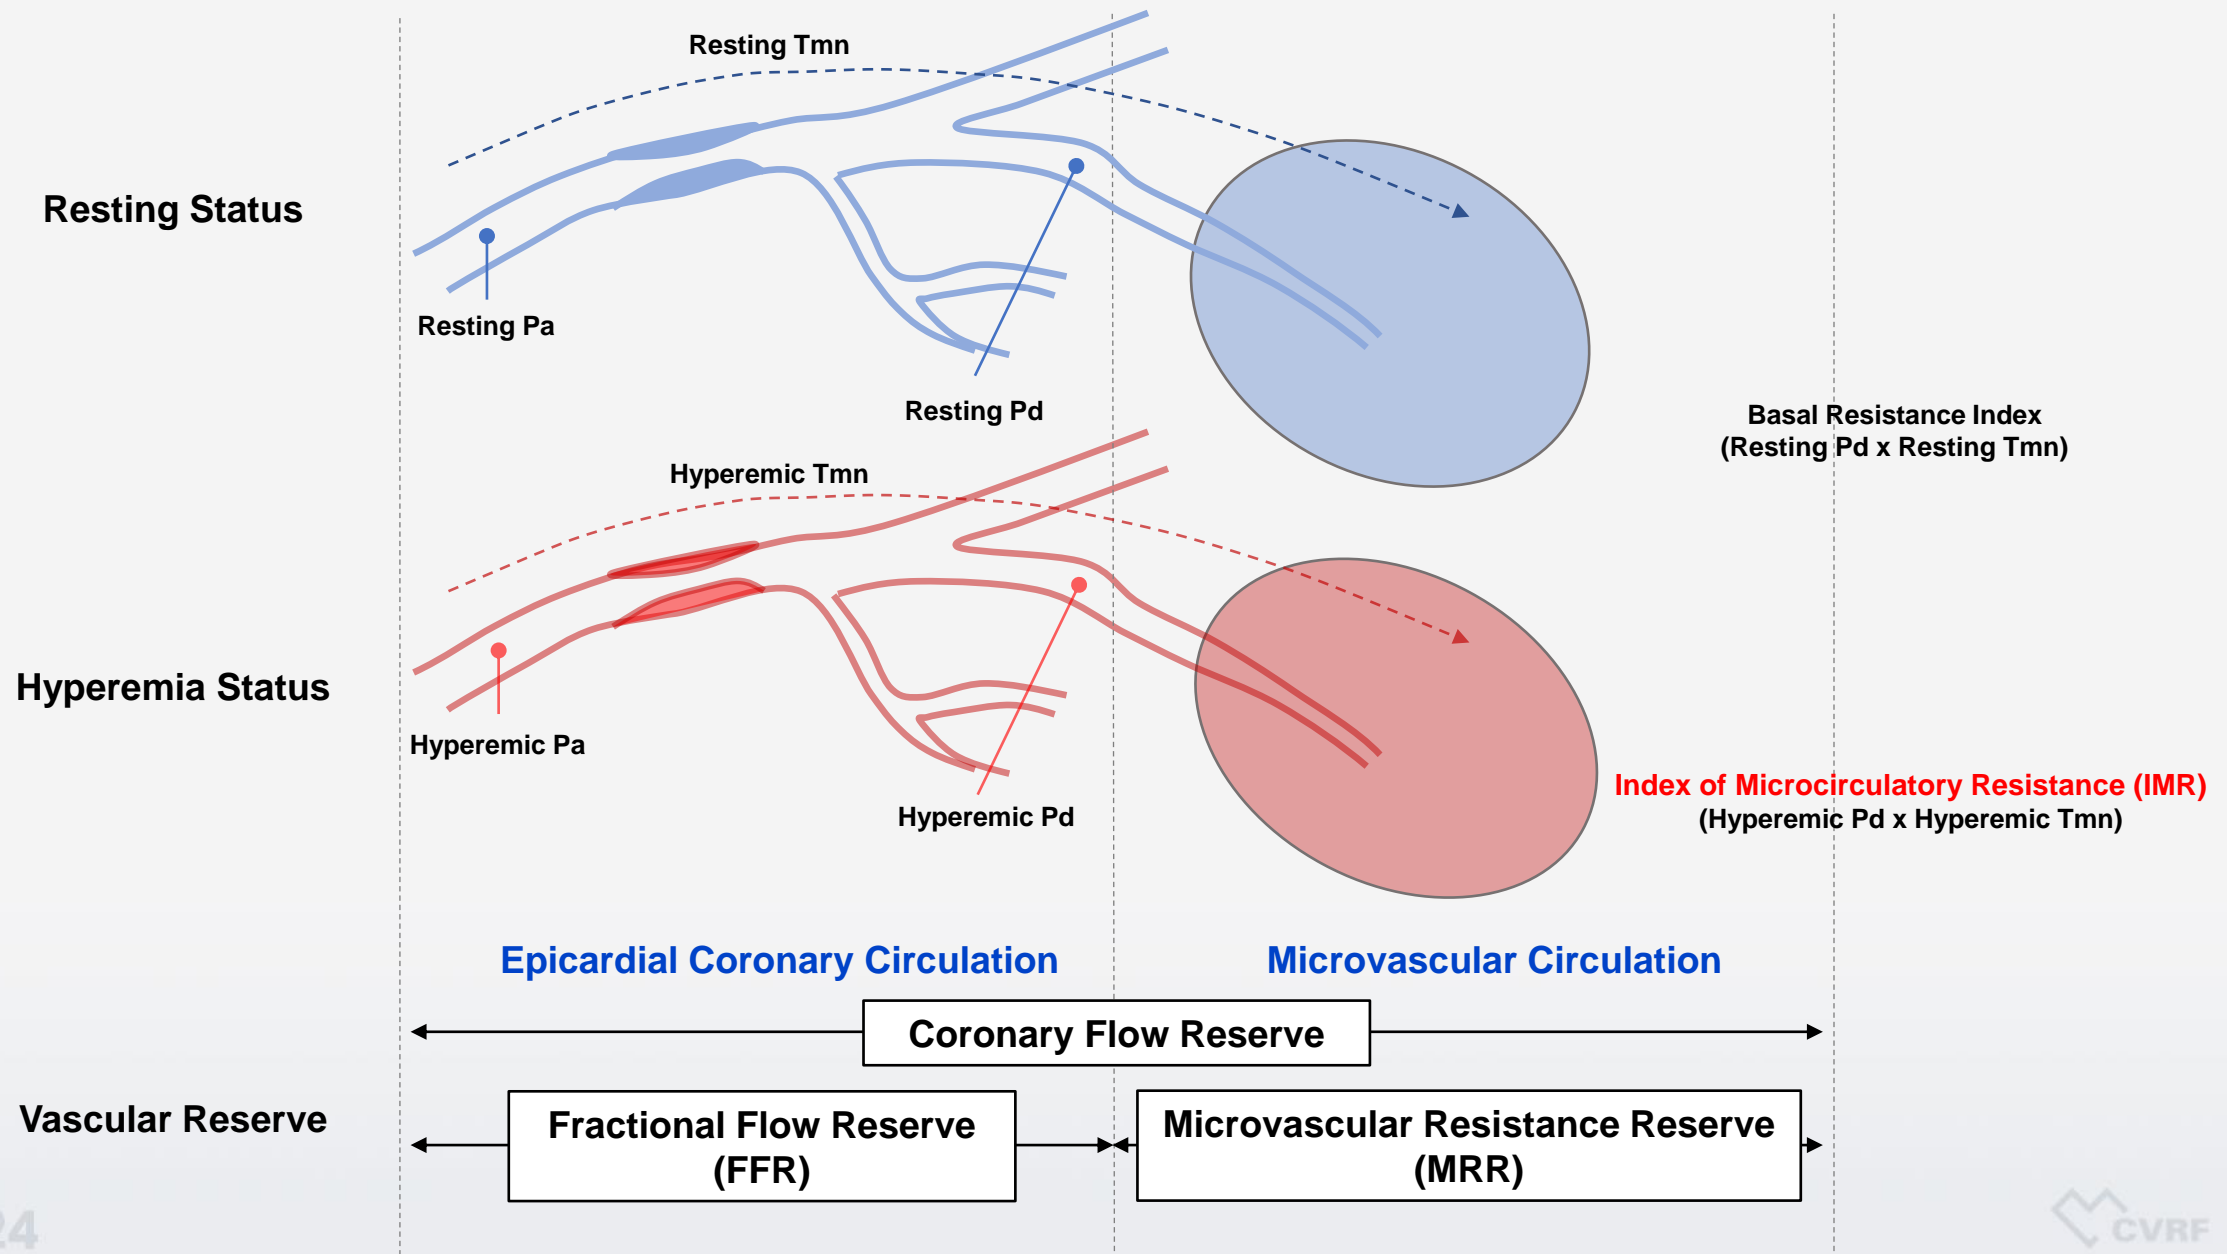 Resting Tmn
Resting Status
Resting Pa
Resting Pd
Basal Resistance Index
(Resting Pd x Resting Tmn)
Hyperemic Tmn
Hyperemia Status
Hyperemic Pa
Hyperemic Pd
Index of Microcirculatory Resistance (IMR)
(Hyperemic Pd x Hyperemic Tmn)
Epicardial Coronary Circulation
Microvascular Circulation
Coronary Flow Reserve
Vascular Reserve
Fractional Flow Reserve
(FFR)
Microvascular Resistance Reserve
(MRR)
24
CVRF